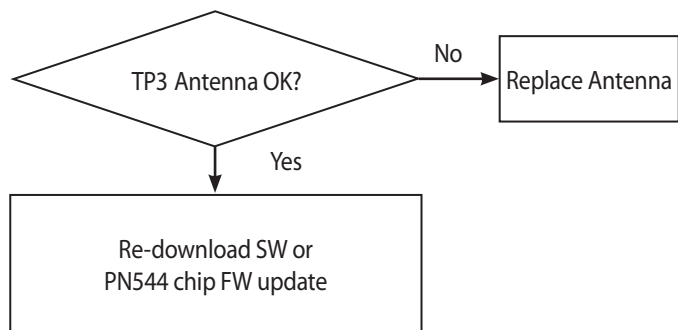 TP3 Antenna OK?
No
Replace Antenna
Yes
Re-download SW or
PN544 chip FW update